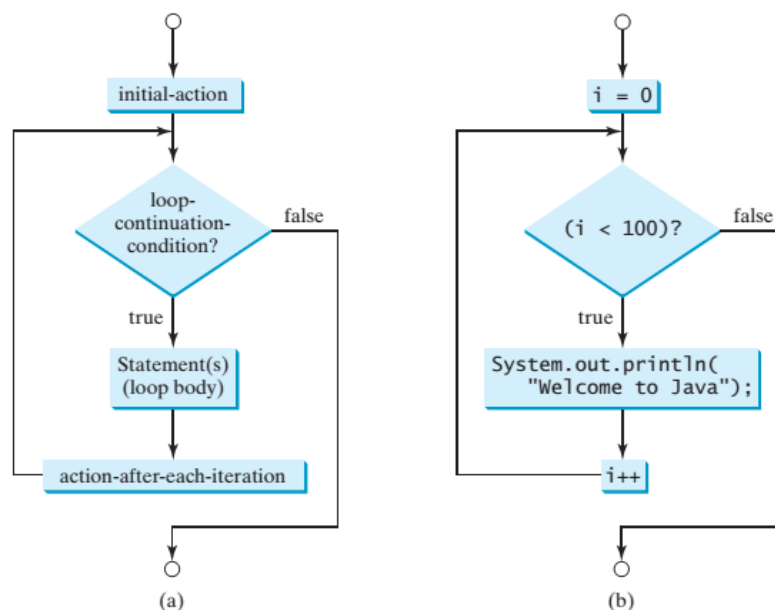 initial-action
loop-
continuation-
condition?
false
true
Statement(s)
(loop body)
action-after-each-iteration
(a)
i = 0
(i < 100)?
false
true
System.out.println(
"Welcome to Java");
i++
(b)